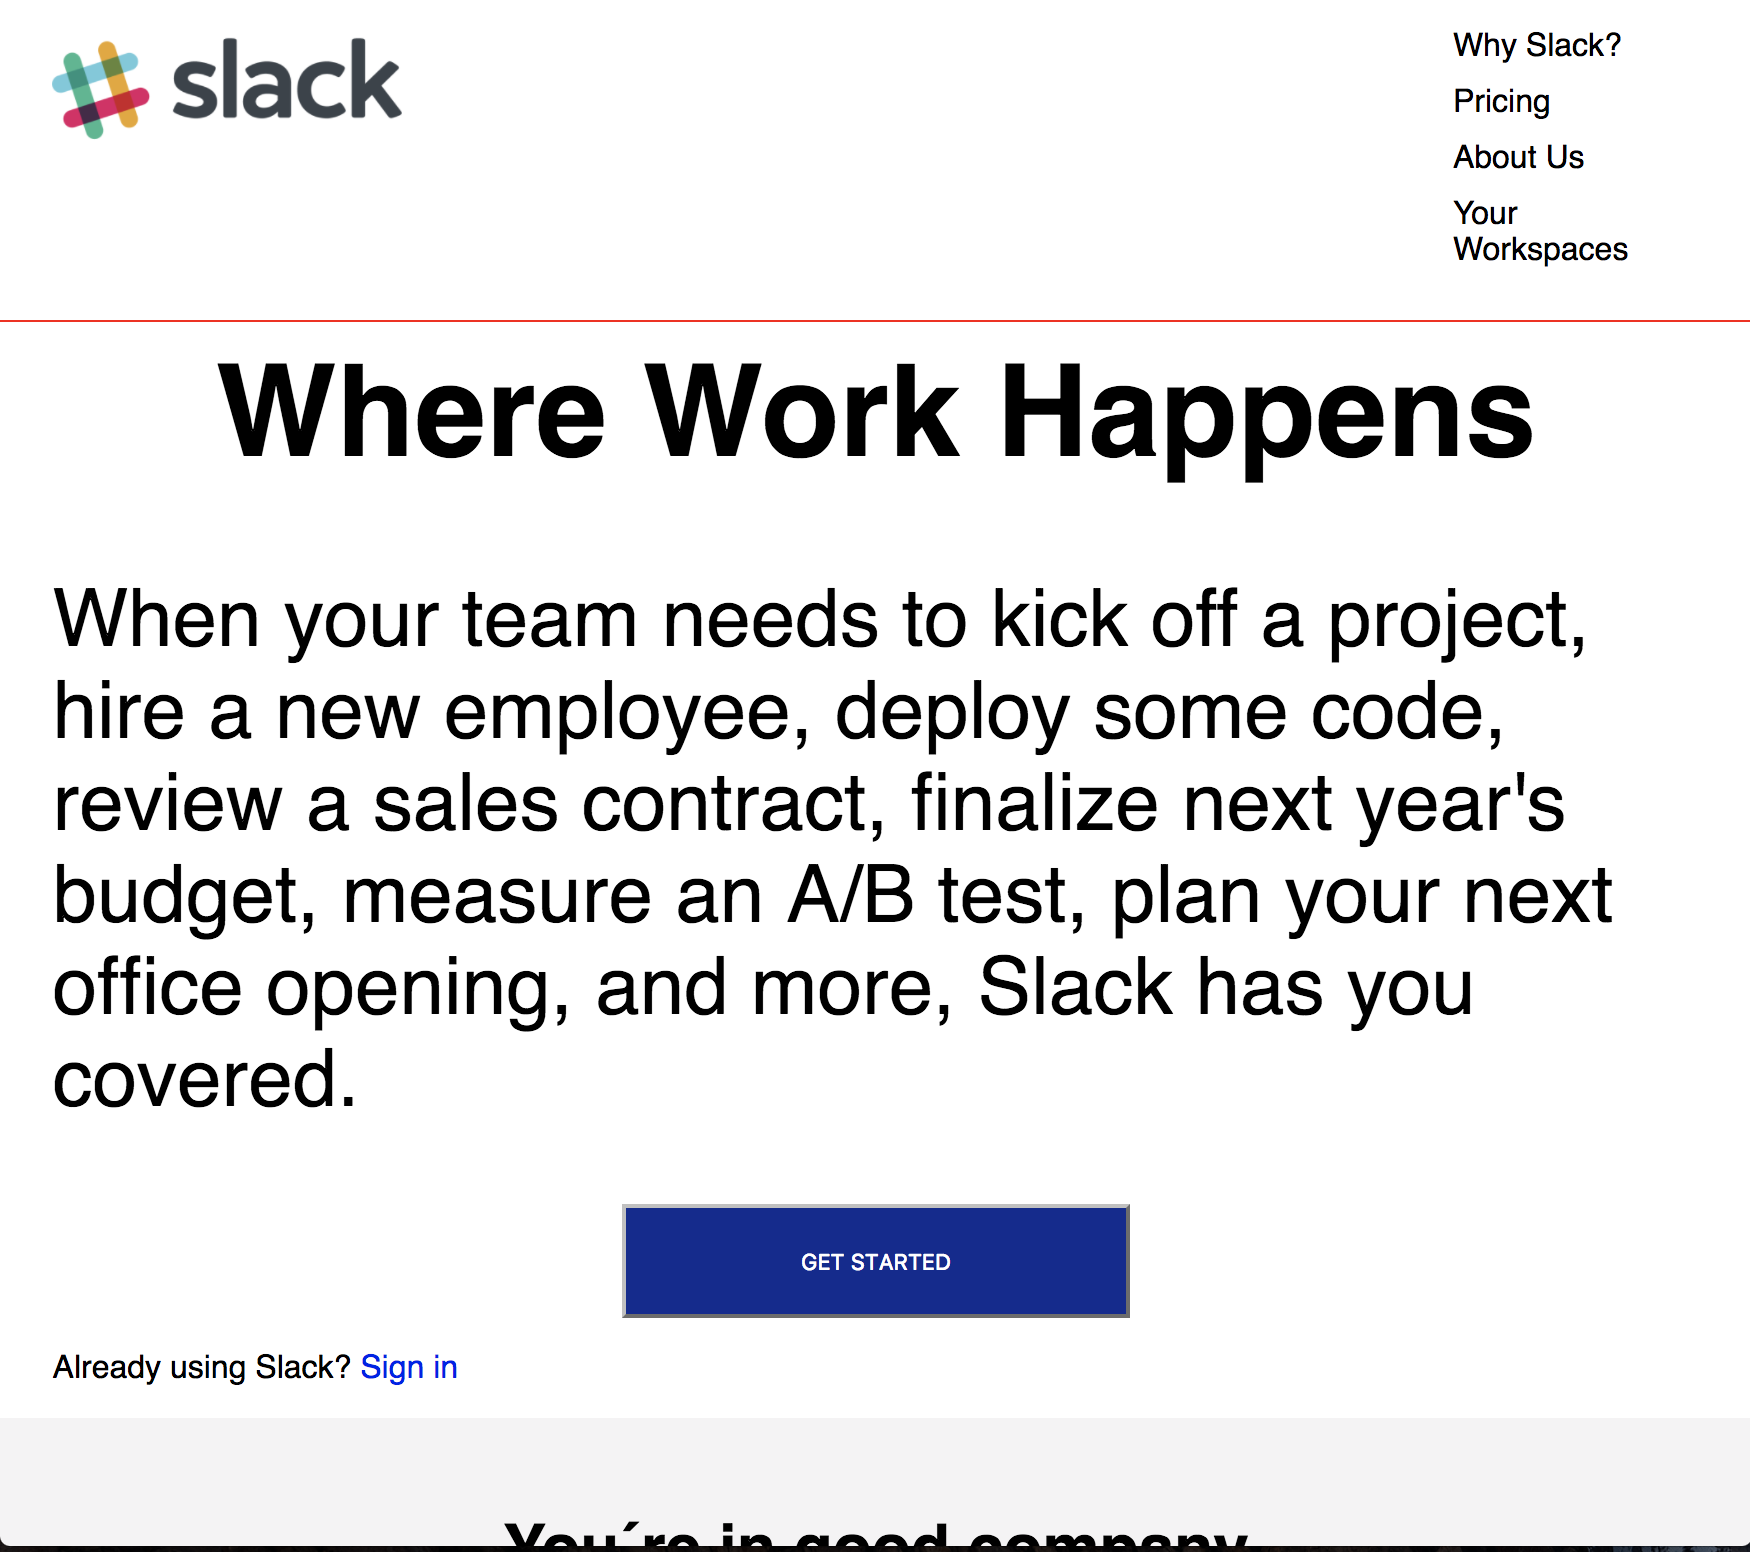 slack
Why Slack?
Pricing
About Us
Your
Workspaces
Where Work Happens
When your team needs to kick off a project,
hire a new employee, deploy some code,
review a sales contract, finalize next year's
budget, measure an A/B test, plan your next
office opening, and more, Slack has you
covered.
GET STARTED
Already using Slack? Sign in
You´re in good company